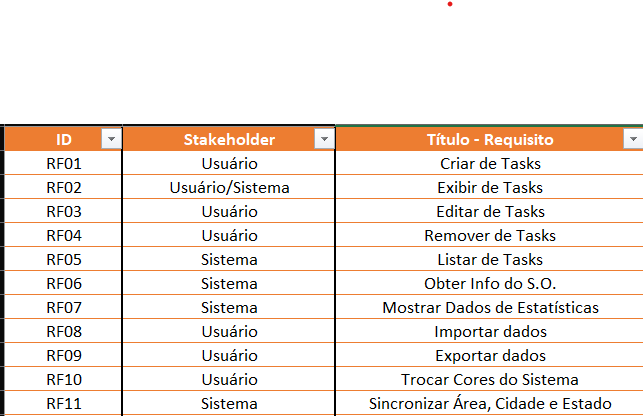 ID Stakeholder Título - Requisito
RF01 Usuário Criar de Tasks
RF02 Usuário/Sistema Exibir de Tasks
RF03 Usuário Editar de Tasks
RF04 Usuário Remover de Tasks
RF05 Sistema Listar de Tasks
RF06 Sistema Obter Info do S.O.
RF07 Sistema Mostrar Dados de Estatísticas
RF08 Usuário Importar dados
RF09 Usuário Exportar dados
RF10 Usuário Trocar Cores do Sistema
RF11 Sistema Sincronizar Área, Cidade e Estado